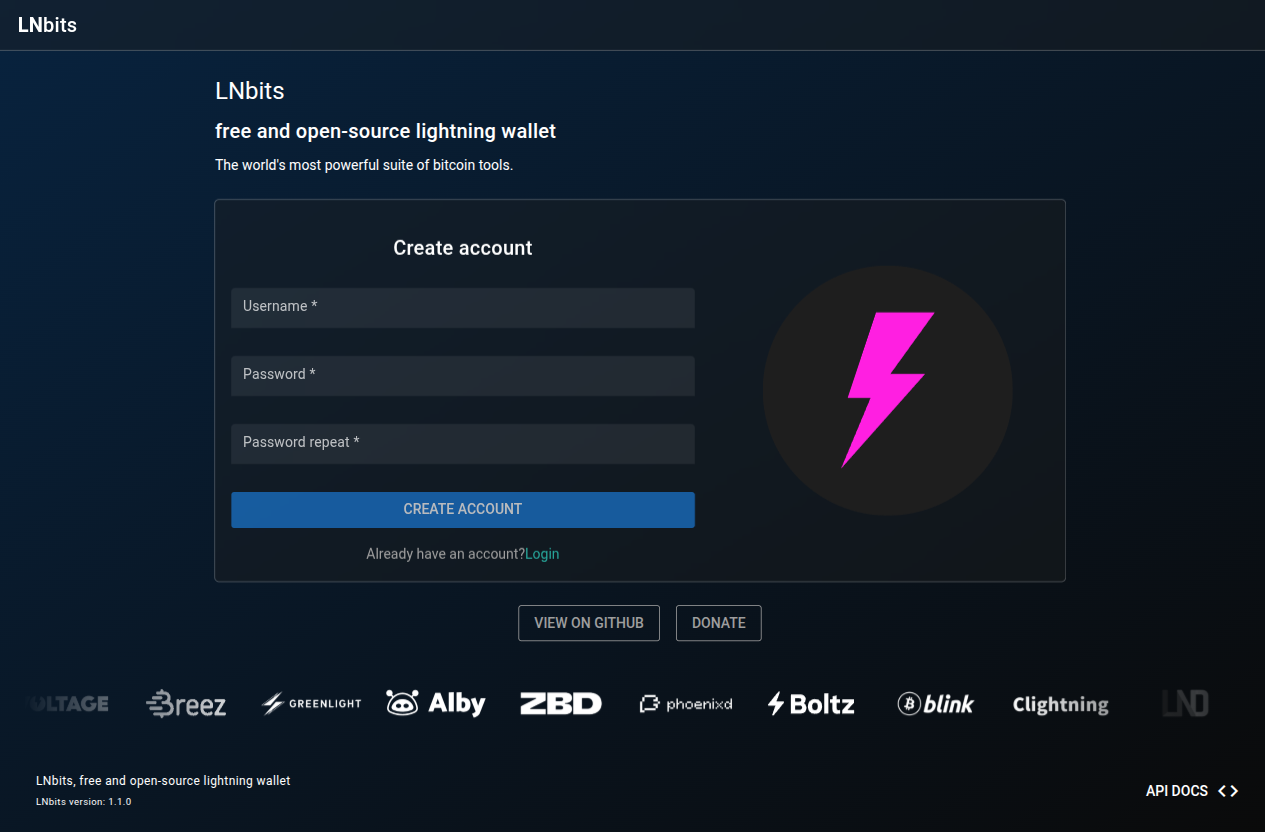 LNbits
LNbits
free and open-source lightning wallet
The world's most powerful suite of bitcoin tools.
Create account
Username *
Password *
Password repeat *
CREATE ACCOUNT
Already have an account?Login
VIEW ON GITHUB
DONATE
VOLTAGE
Breez
GREENLIGHT
Alby
ZBD
phoenixd
Boltz
blink
Clightning
LND
LNbits, free and open-source lightning wallet
LNbits version: 1.1.0
API DOCS